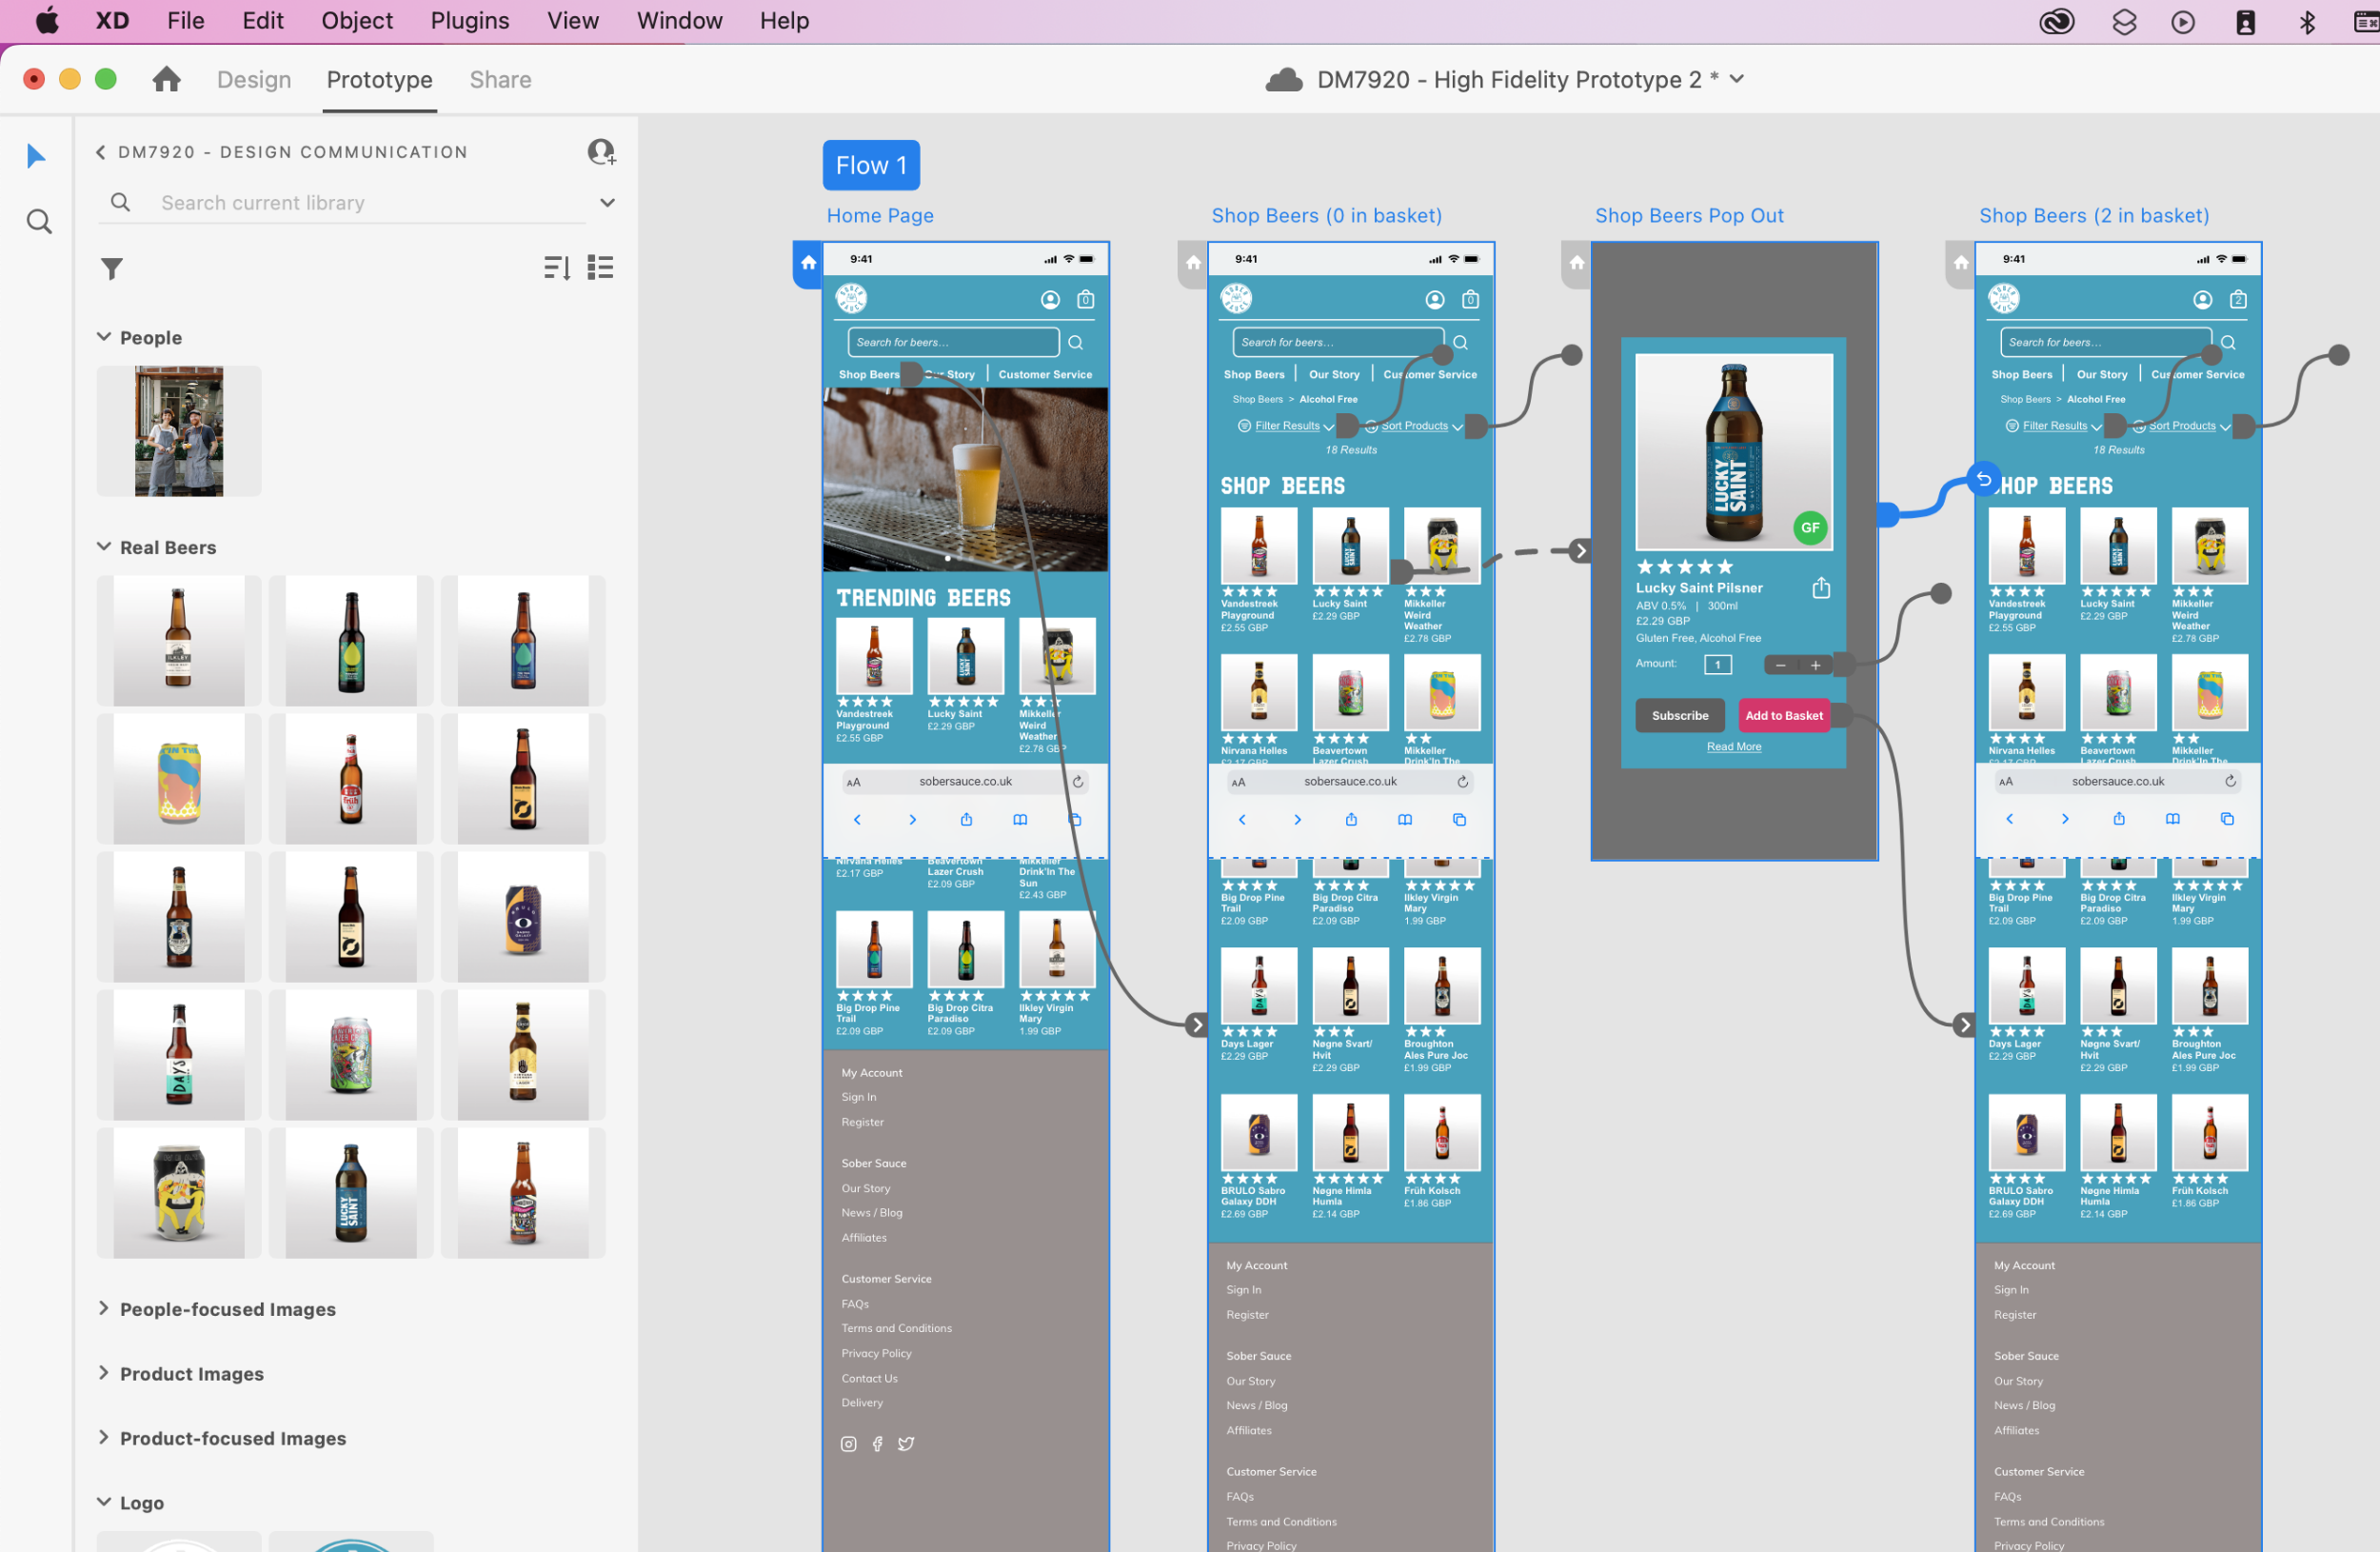 XD File Edit Object Plugins View Window Help
Design Prototype Share
DM7920 - High Fidelity Prototype 2 *
DM7920 - DESIGN COMMUNICATION
Search current library
People
Real Beers
People-focused Images
Product Images
Product-focused Images
Logo
Flow 1
Home Page
9:41
0
Search for beers...
Shop Beers Our Story Customer Service
TRENDING BEERS
Vandestreek Playground
£2.55 GBP
Lucky Saint
£2.29 GBP
Mikkeller Weird Weather
£2.78 GBP
AA sobersauce.co.uk
Nirvana Helles
£2.17 GBP
Beavertown Lazer Crush
£2.09 GBP
Mikkeller Drink'In The Sun
£2.43 GBP
Big Drop Pine Trail
£2.09 GBP
Big Drop Citra Paradiso
£2.09 GBP
Ilkley Virgin Mary
1.99 GBP
My Account
Sign In
Register
Sober Sauce
Our Story
News / Blog
Affiliates
Customer Service
FAQs
Terms and Conditions
Privacy Policy
Contact Us
Delivery
Shop Beers (0 in basket)
9:41
0
Search for beers...
Shop Beers Our Story Customer Service
Shop Beers > Alcohol Free
Filter Results Sort Products
18 Results
SHOP BEERS
Vandestreek Playground
£2.55 GBP
Lucky Saint
£2.29 GBP
Mikkeller Weird Weather
£2.78 GBP
Nirvana Helles
£2.17 GBP
Beavertown Lazer Crush
Mikkeller Drink'In The
AA sobersauce.co.uk
Big Drop Pine Trail
£2.09 GBP
Big Drop Citra Paradiso
£2.09 GBP
Ilkley Virgin Mary
1.99 GBP
Days Lager
£2.29 GBP
Nøgne Svart/ Hvit
£2.29 GBP
Broughton Ales Pure Joc
£1.99 GBP
BRULO Sabro Galaxy DDH
£2.69 GBP
Nøgne Himla Humla
£2.14 GBP
Früh Kolsch
£1.86 GBP
My Account
Sign In
Register
Sober Sauce
Our Story
News / Blog
Affiliates
Customer Service
FAQs
Terms and Conditions
Privacy Policy
Shop Beers Pop Out
LUCKY SAINT
GF
Lucky Saint Pilsner
ABV 0.5% | 300ml
£2.29 GBP
Gluten Free, Alcohol Free
Amount: 1 − +
Subscribe Add to Basket
Read More
Shop Beers (2 in basket)
9:41
2
Search for beers...
Shop Beers Our Story Customer Service
Shop Beers > Alcohol Free
Filter Results Sort Products
18 Results
SHOP BEERS
Vandestreek Playground
£2.55 GBP
Lucky Saint
£2.29 GBP
Mikkeller Weird Weather
£2.78 GBP
Nirvana Helles
£2.17 GBP
Beavertown Lazer Crush
Mikkeller Drink'In The
AA sobersauce.co.uk
Big Drop Pine Trail
£2.09 GBP
Big Drop Citra Paradiso
£2.09 GBP
Ilkley Virgin Mary
1.99 GBP
Days Lager
£2.29 GBP
Nøgne Svart/ Hvit
£2.29 GBP
Broughton Ales Pure Joc
£1.99 GBP
BRULO Sabro Galaxy DDH
£2.69 GBP
Nøgne Himla Humla
£2.14 GBP
Früh Kolsch
£1.86 GBP
My Account
Sign In
Register
Sober Sauce
Our Story
News / Blog
Affiliates
Customer Service
FAQs
Terms and Conditions
Privacy Policy